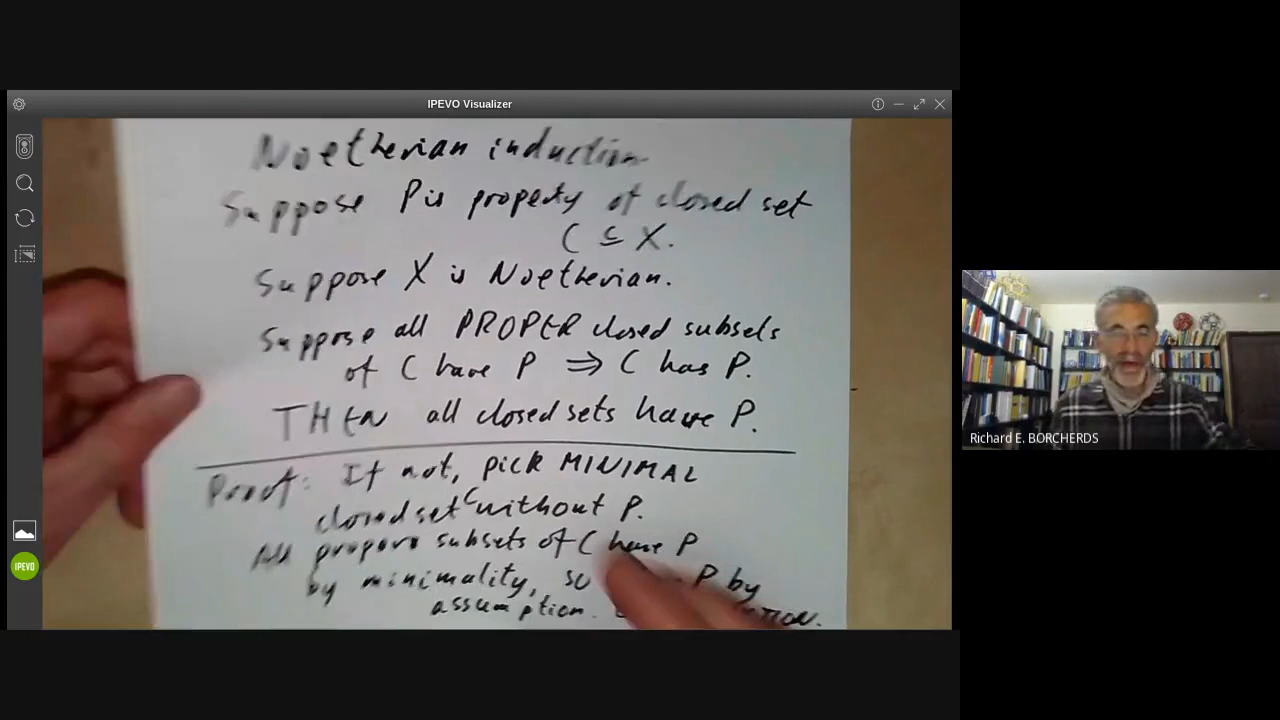 IPEVO Visualizer
Noetherian induction
Suppose P is property of closed set
C ⊆ X.
Suppose X is Noetherian.
Suppose all PROPER closed subsets
of C have P ⇒ C has P.
THEN all closed sets have P.
Proof: If not, PICK MINIMAL
closed set C without P.
All proper subsets of C have P
by minimality, so P by
assumption.
Richard E. BORCHERDS
IPEVO